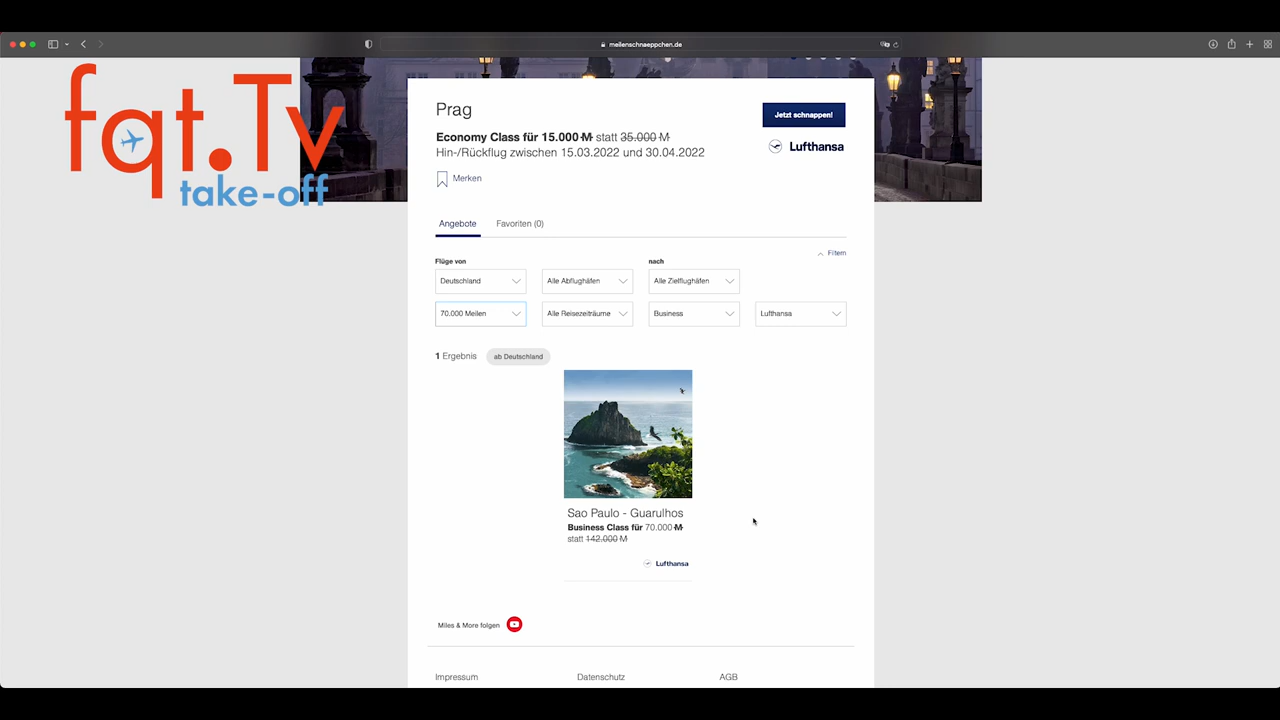 meilenschnaeppchen.de
fqt.Tv
take-off
Prag
Economy Class für 15.000 M statt 35.000 M
Hin-/Rückflug zwischen 15.03.2022 und 30.04.2022
Merken
Jetzt schnappen!
Lufthansa
Angebote Favoriten (0)
Filtern
Flüge von nach
Deutschland Alle Abflughäfen Alle Zielflughäfen
70.000 Meilen Alle Reisezeiträume Business Lufthansa
1 Ergebnis ab Deutschland
Sao Paulo - Guarulhos
Business Class für 70.000 M
statt 142.000 M
Lufthansa
Miles & More folgen
Impressum Datenschutz AGB